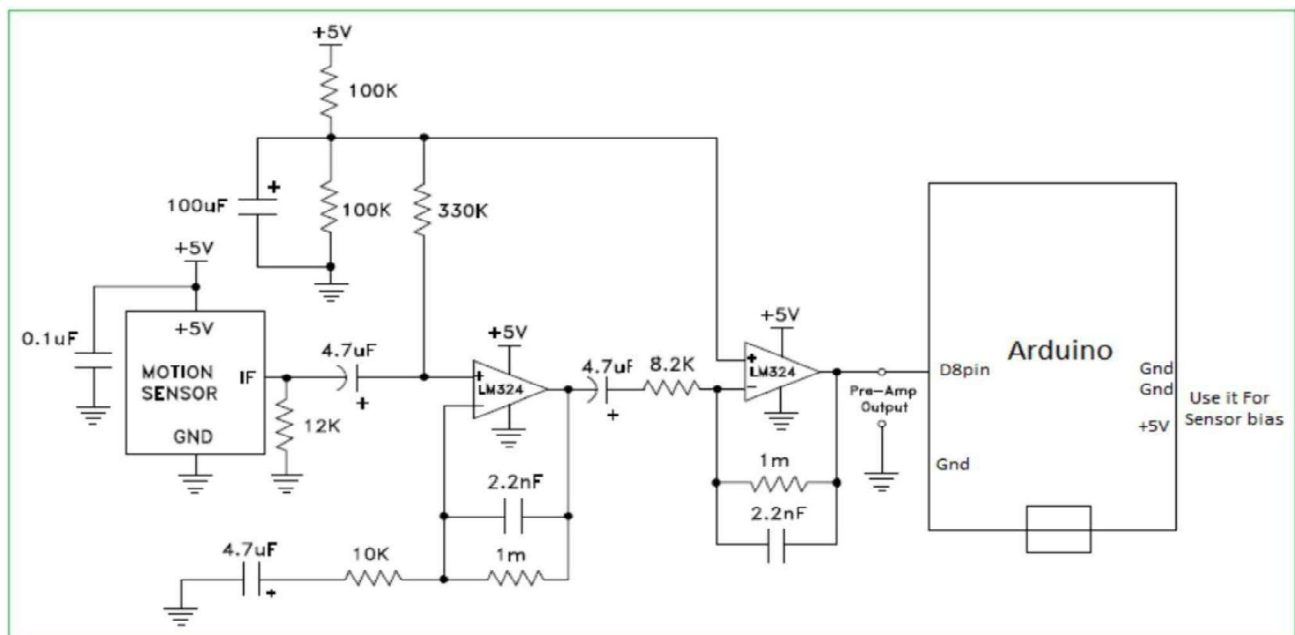 +5V
100K
+
100uF
100K
330K
+5V
0.1uF
+5V
MOTION
SENSOR
IF
GND
12K
4.7uF
+
+5V
+
LM324
−
4.7uF
+
8.2K
+5V
+
LM324
−
Pre-Amp
Output
Arduino
D8pin
Gnd
Gnd
+5V
Gnd
Use it For
Sensor bias
2.2nF
1m
1m
2.2nF
4.7uF
+
10K